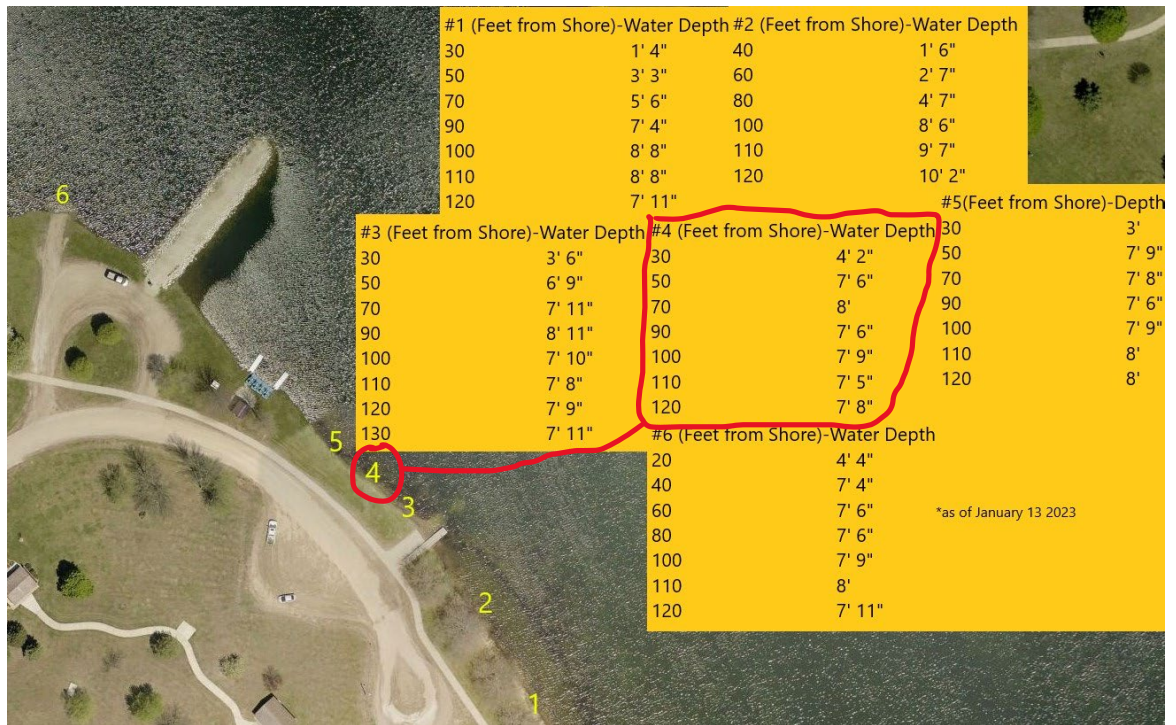 #1 (Feet from Shore)-Water Depth
30 1' 4"
50 3' 3"
70 5' 6"
90 7' 4"
100 8' 8"
110 8' 8"
120 7' 11"
#2 (Feet from Shore)-Water Depth
40 1' 6"
60 2' 7"
80 4' 7"
100 8' 6"
110 9' 7"
120 10' 2"
#3 (Feet from Shore)-Water Depth
30 3' 6"
50 6' 9"
70 7' 11"
90 8' 11"
100 7' 10"
110 7' 8"
120 7' 9"
130 7' 11"
#4 (Feet from Shore)-Water Depth
30 4' 2"
50 7' 6"
70 8'
90 7' 6"
100 7' 9"
110 7' 5"
120 7' 8"
#5(Feet from Shore)-Depth
30 3'
50 7' 9"
70 7' 8"
90 7' 6"
100 7' 9"
110 8'
120 8'
#6 (Feet from Shore)-Water Depth
20 4' 4"
40 7' 4"
60 7' 6"
80 7' 6"
100 7' 9"
110 8'
120 7' 11"
*as of January 13 2023
6
5
4
3
2
1